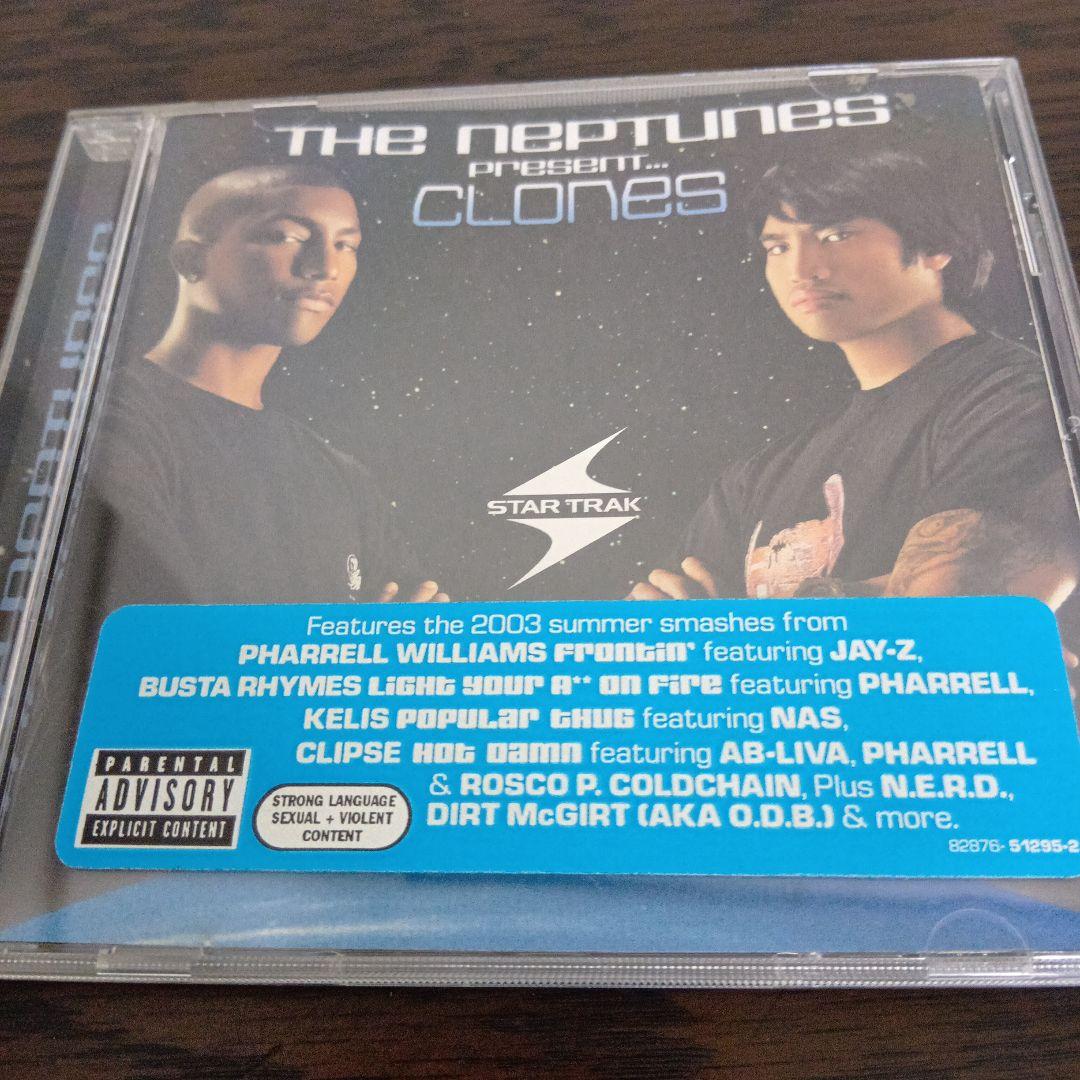 THE NEPTUNES
PRESENT...
CLONES
STAR TRAK
Features the 2003 summer smashes from
PHARRELL WILLIAMS FRONTIN' featuring JAY-Z,
BUSTA RHYMES LIGHT YOUR A** ON FIRE featuring PHARRELL,
KELIS POPULAR THUG featuring NAS,
CLIPSE HOT DAMN featuring AB-LIVA, PHARRELL
& ROSCO P. COLDCHAIN, Plus N.E.R.D.,
DIRT McGIRT (AKA O.D.B.) & more.
82876-51295-2
PARENTAL
ADVISORY
EXPLICIT CONTENT
STRONG LANGUAGE
SEXUAL + VIOLENT
CONTENT